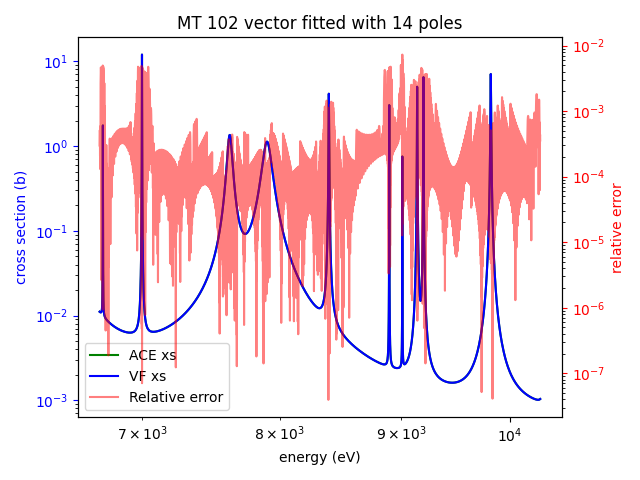 MT 102 vector fitted with 14 poles
cross section (b)
10¹
10⁰
10⁻¹
10⁻²
10⁻³
10⁻²
10⁻³
10⁻⁴
10⁻⁵
10⁻⁶
10⁻⁷
relative error
ACE xs
VF xs
Relative error
7 × 10³
8 × 10³
9 × 10³
10⁴
energy (eV)